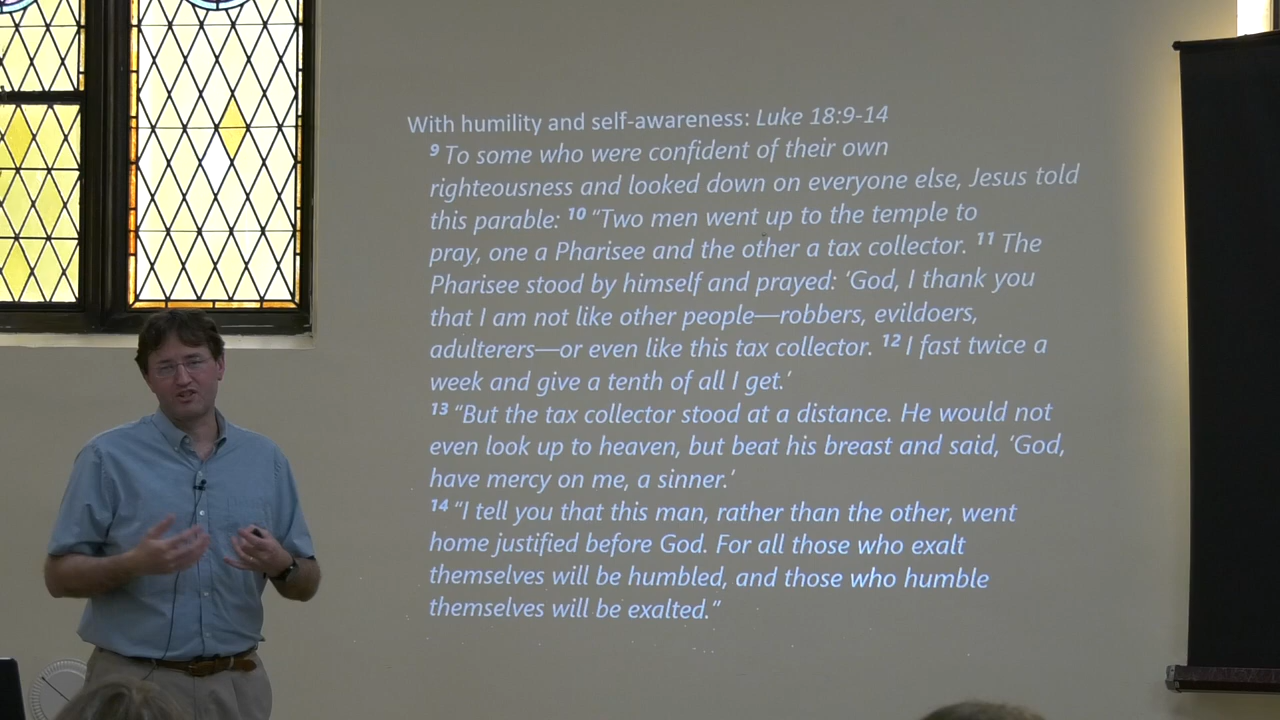 With humility and self-awareness: Luke 18:9-14
9 To some who were confident of their own
righteousness and looked down on everyone else, Jesus told
this parable: 10 “Two men went up to the temple to
pray, one a Pharisee and the other a tax collector. 11 The
Pharisee stood by himself and prayed: ‘God, I thank you
that I am not like other people—robbers, evildoers,
adulterers—or even like this tax collector. 12 I fast twice a
week and give a tenth of all I get.’
13 “But the tax collector stood at a distance. He would not
even look up to heaven, but beat his breast and said, ‘God,
have mercy on me, a sinner.’
14 “I tell you that this man, rather than the other, went
home justified before God. For all those who exalt
themselves will be humbled, and those who humble
themselves will be exalted.”